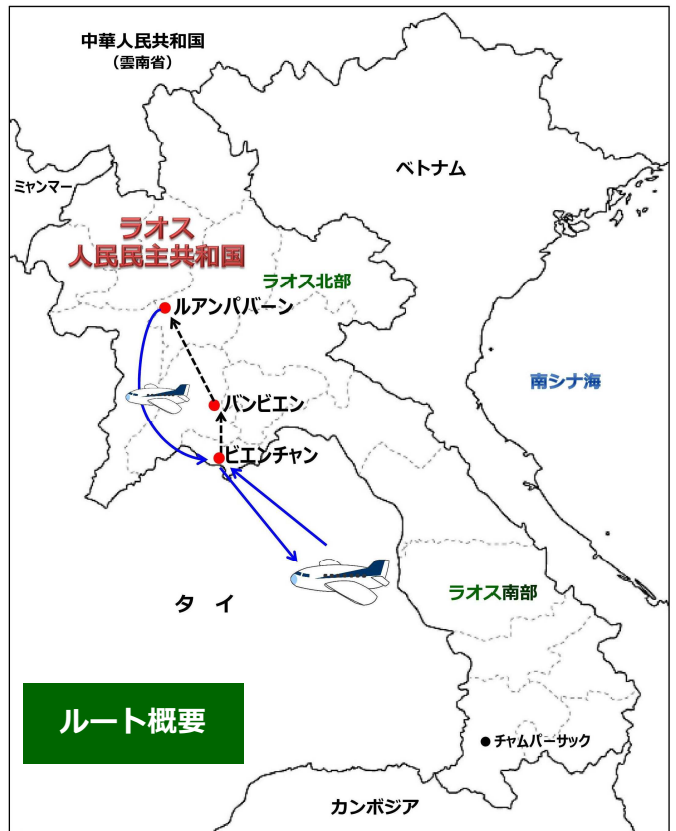 中華人民共和国
（雲南省）
ベトナム
ミャンマー
ラオス
人民民主共和国
ラオス北部
ルアンパバーン
南シナ海
バンビエン
ビエンチャン
ラオス南部
タ イ
ルート概要
チャムパーサック
カンボジア